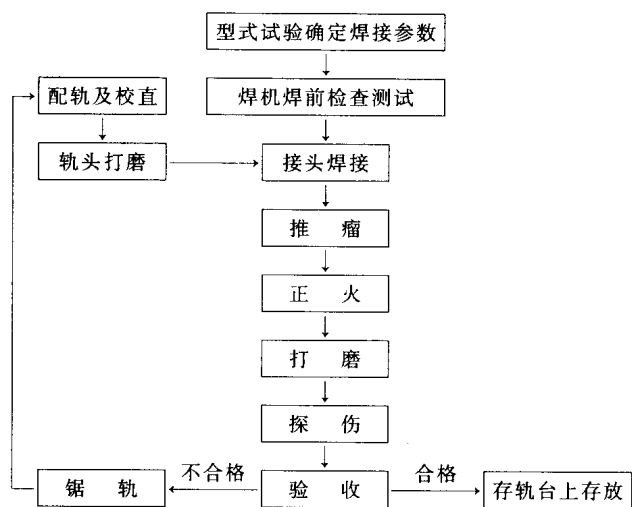 型式试验确定焊接参数
配轨及校直
焊机焊前检查测试
轨头打磨
接头焊接
推 瘤
正 火
打 磨
探 伤
不合格
合格
锯 轨
验 收
存轨台上存放